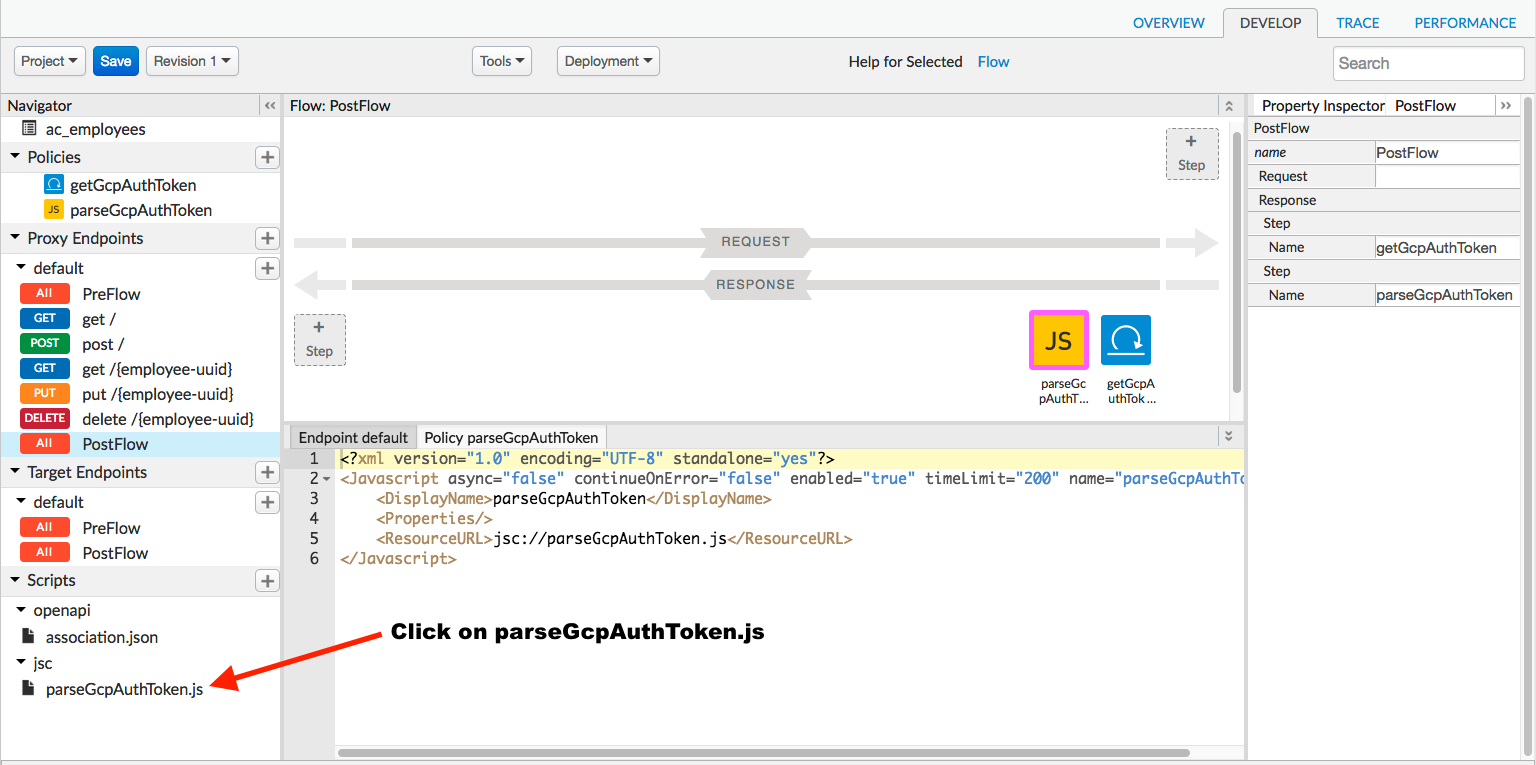 OVERVIEW DEVELOP TRACE PERFORMANCE
Project Save Revision 1 Tools Deployment Help for Selected Flow Search
Navigator
ac_employees
Policies
getGcpAuthToken
JS parseGcpAuthToken
Proxy Endpoints
default
All PreFlow
GET get /
POST post /
GET get /{employee-uuid}
PUT put /{employee-uuid}
DELETE delete /{employee-uuid}
All PostFlow
Target Endpoints
default
All PreFlow
All PostFlow
Scripts
openapi
association.json
jsc
parseGcpAuthToken.js
Flow: PostFlow
+
Step
REQUEST
RESPONSE
+
Step
JS
parseGc
pAuthT...
getGcpA
uthTok ...
Endpoint default Policy parseGcpAuthToken
1 <?xml version="1.0" encoding="UTF-8" standalone="yes"?>
2 <Javascript async="false" continueOnError="false" enabled="true" timeLimit="200" name="parseGcpAuthTo
3 <DisplayName>parseGcpAuthToken</DisplayName>
4 <Properties/>
5 <ResourceURL>jsc://parseGcpAuthToken.js</ResourceURL>
6 </Javascript>
Click on parseGcpAuthToken.js
Property Inspector PostFlow
PostFlow
name PostFlow
Request
Response
Step
Name getGcpAuthToken
Step
Name parseGcpAuthToken